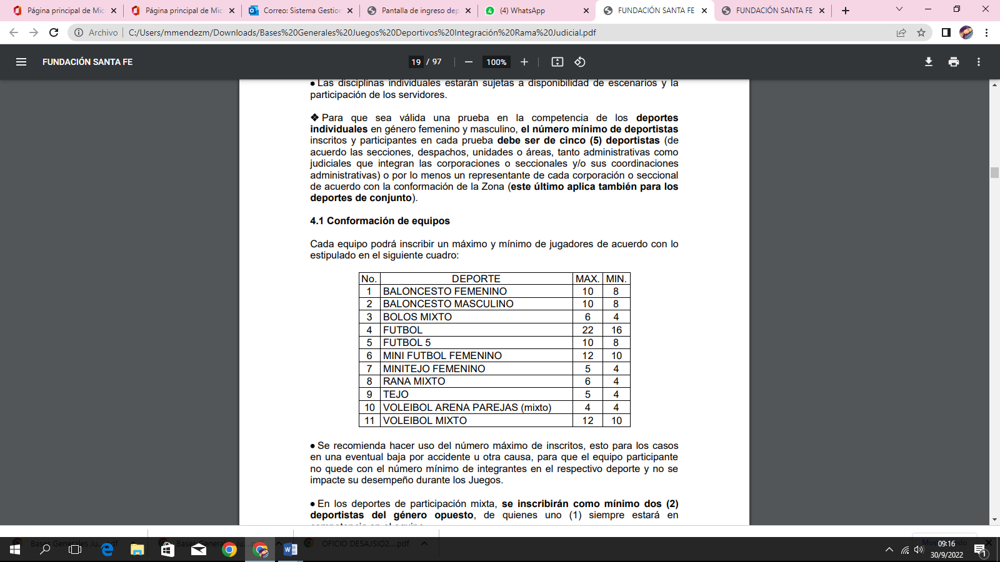 Página principal de Mic
Página principal de Mic
Correo: Sistema Gestion
Pantalla de ingreso dep
(4) WhatsApp
FUNDACIÓN SANTA FE
FUNDACIÓN SANTA FE
Archivo | C:/Users/mmendezm/Downloads/Bases%20Generales%20Juegos%20Deportivos%20Integración%20Rama%20Judicial.pdf
FUNDACIÓN SANTA FE
19 / 97
100%
● Las disciplinas individuales estarán sujetas a disponibilidad de escenarios y la
participación de los servidores.
❖ Para que sea válida una prueba en la competencia de los deportes
individuales en género femenino y masculino, el número mínimo de deportistas
inscritos y participantes en cada prueba debe ser de cinco (5) deportistas (de
acuerdo las secciones, despachos, unidades o áreas, tanto administrativas como
judiciales que integran las corporaciones o seccionales y/o sus coordinaciones
administrativas) o por lo menos un representante de cada corporación o seccional
de acuerdo con la conformación de la Zona (este último aplica también para los
deportes de conjunto).
4.1 Conformación de equipos
Cada equipo podrá inscribir un máximo y mínimo de jugadores de acuerdo con lo
estipulado en el siguiente cuadro:
No. DEPORTE MAX. MIN.
1 BALONCESTO FEMENINO 10 8
2 BALONCESTO MASCULINO 10 8
3 BOLOS MIXTO 6 4
4 FUTBOL 22 16
5 FUTBOL 5 10 8
6 MINI FUTBOL FEMENINO 12 10
7 MINITEJO FEMENINO 5 4
8 RANA MIXTO 6 4
9 TEJO 5 4
10 VOLEIBOL ARENA PAREJAS (mixto) 4 4
11 VOLEIBOL MIXTO 12 10
● Se recomienda hacer uso del número máximo de inscritos, esto para los casos
en una eventual baja por accidente u otra causa, para que el equipo participante
no quede con el número mínimo de integrantes en el respectivo deporte y no se
impacte su desempeño durante los Juegos.
● En los deportes de participación mixta, se inscribirán como mínimo dos (2)
deportistas del género opuesto, de quienes uno (1) siempre estará en
Bases Generales Ju....pdf
Bases Generales Ju....pdf
OFICIO DESAJSIO2....pdf
09:16
30/9/2022
1